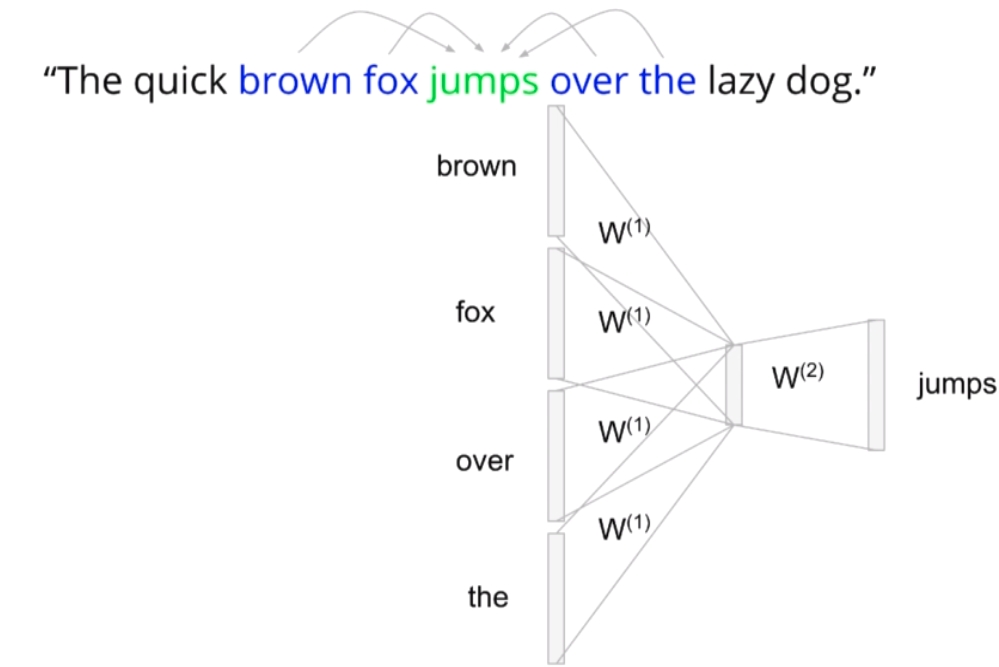 “The quick brown fox jumps over the lazy dog.”
brown
W(1)
fox
W(1)
W(2)
jumps
W(1)
over
W(1)
the